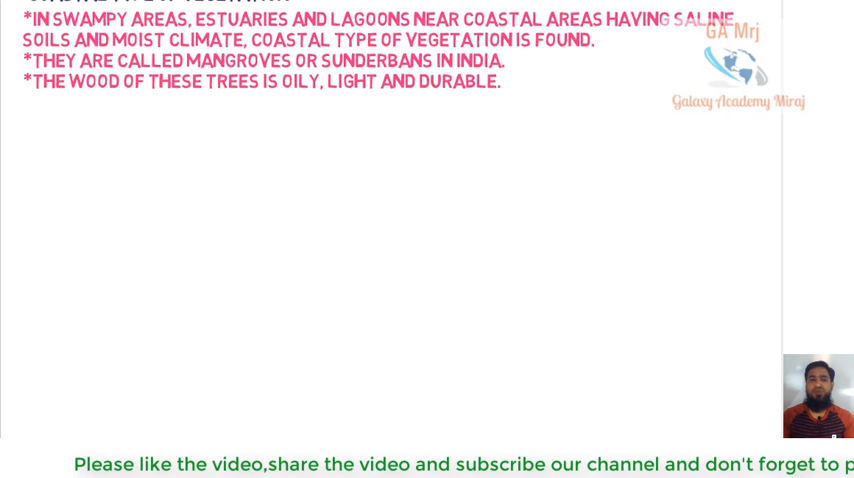 *IN SWAMPY AREAS, ESTUARIES AND LAGOONS NEAR COASTAL AREAS HAVING SALINE
SOILS AND MOIST CLIMATE, COASTAL TYPE OF VEGETATION IS FOUND.
*THEY ARE CALLED MANGROVES OR SUNDERBANS IN INDIA.
*THE WOOD OF THESE TREES IS OILY, LIGHT AND DURABLE.
GA Mrj
Galaxy Academy Miraj
Please like the video,share the video and subscribe our channel and don't forget to p